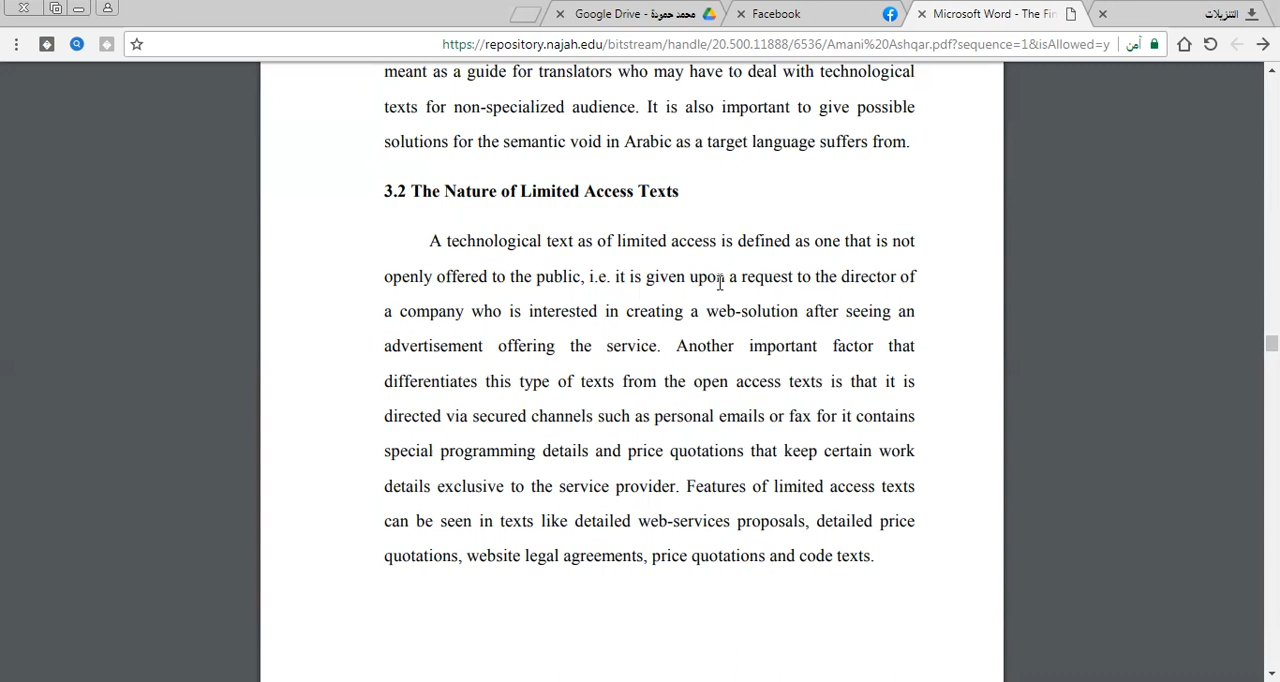 Google Drive - محمد حمودة
Facebook
Microsoft Word - The Fin
التنزيلات
https://repository.najah.edu/bitstream/handle/20.500.11888/6536/Amani%20Ashqar.pdf?sequence=1&isAllowed=y
آمن
meant as a guide for translators who may have to deal with technological
texts for non-specialized audience. It is also important to give possible
solutions for the semantic void in Arabic as a target language suffers from.
3.2 The Nature of Limited Access Texts
A technological text as of limited access is defined as one that is not
openly offered to the public, i.e. it is given upon a request to the director of
a company who is interested in creating a web-solution after seeing an
advertisement offering the service. Another important factor that
differentiates this type of texts from the open access texts is that it is
directed via secured channels such as personal emails or fax for it contains
special programming details and price quotations that keep certain work
details exclusive to the service provider. Features of limited access texts
can be seen in texts like detailed web-services proposals, detailed price
quotations, website legal agreements, price quotations and code texts.